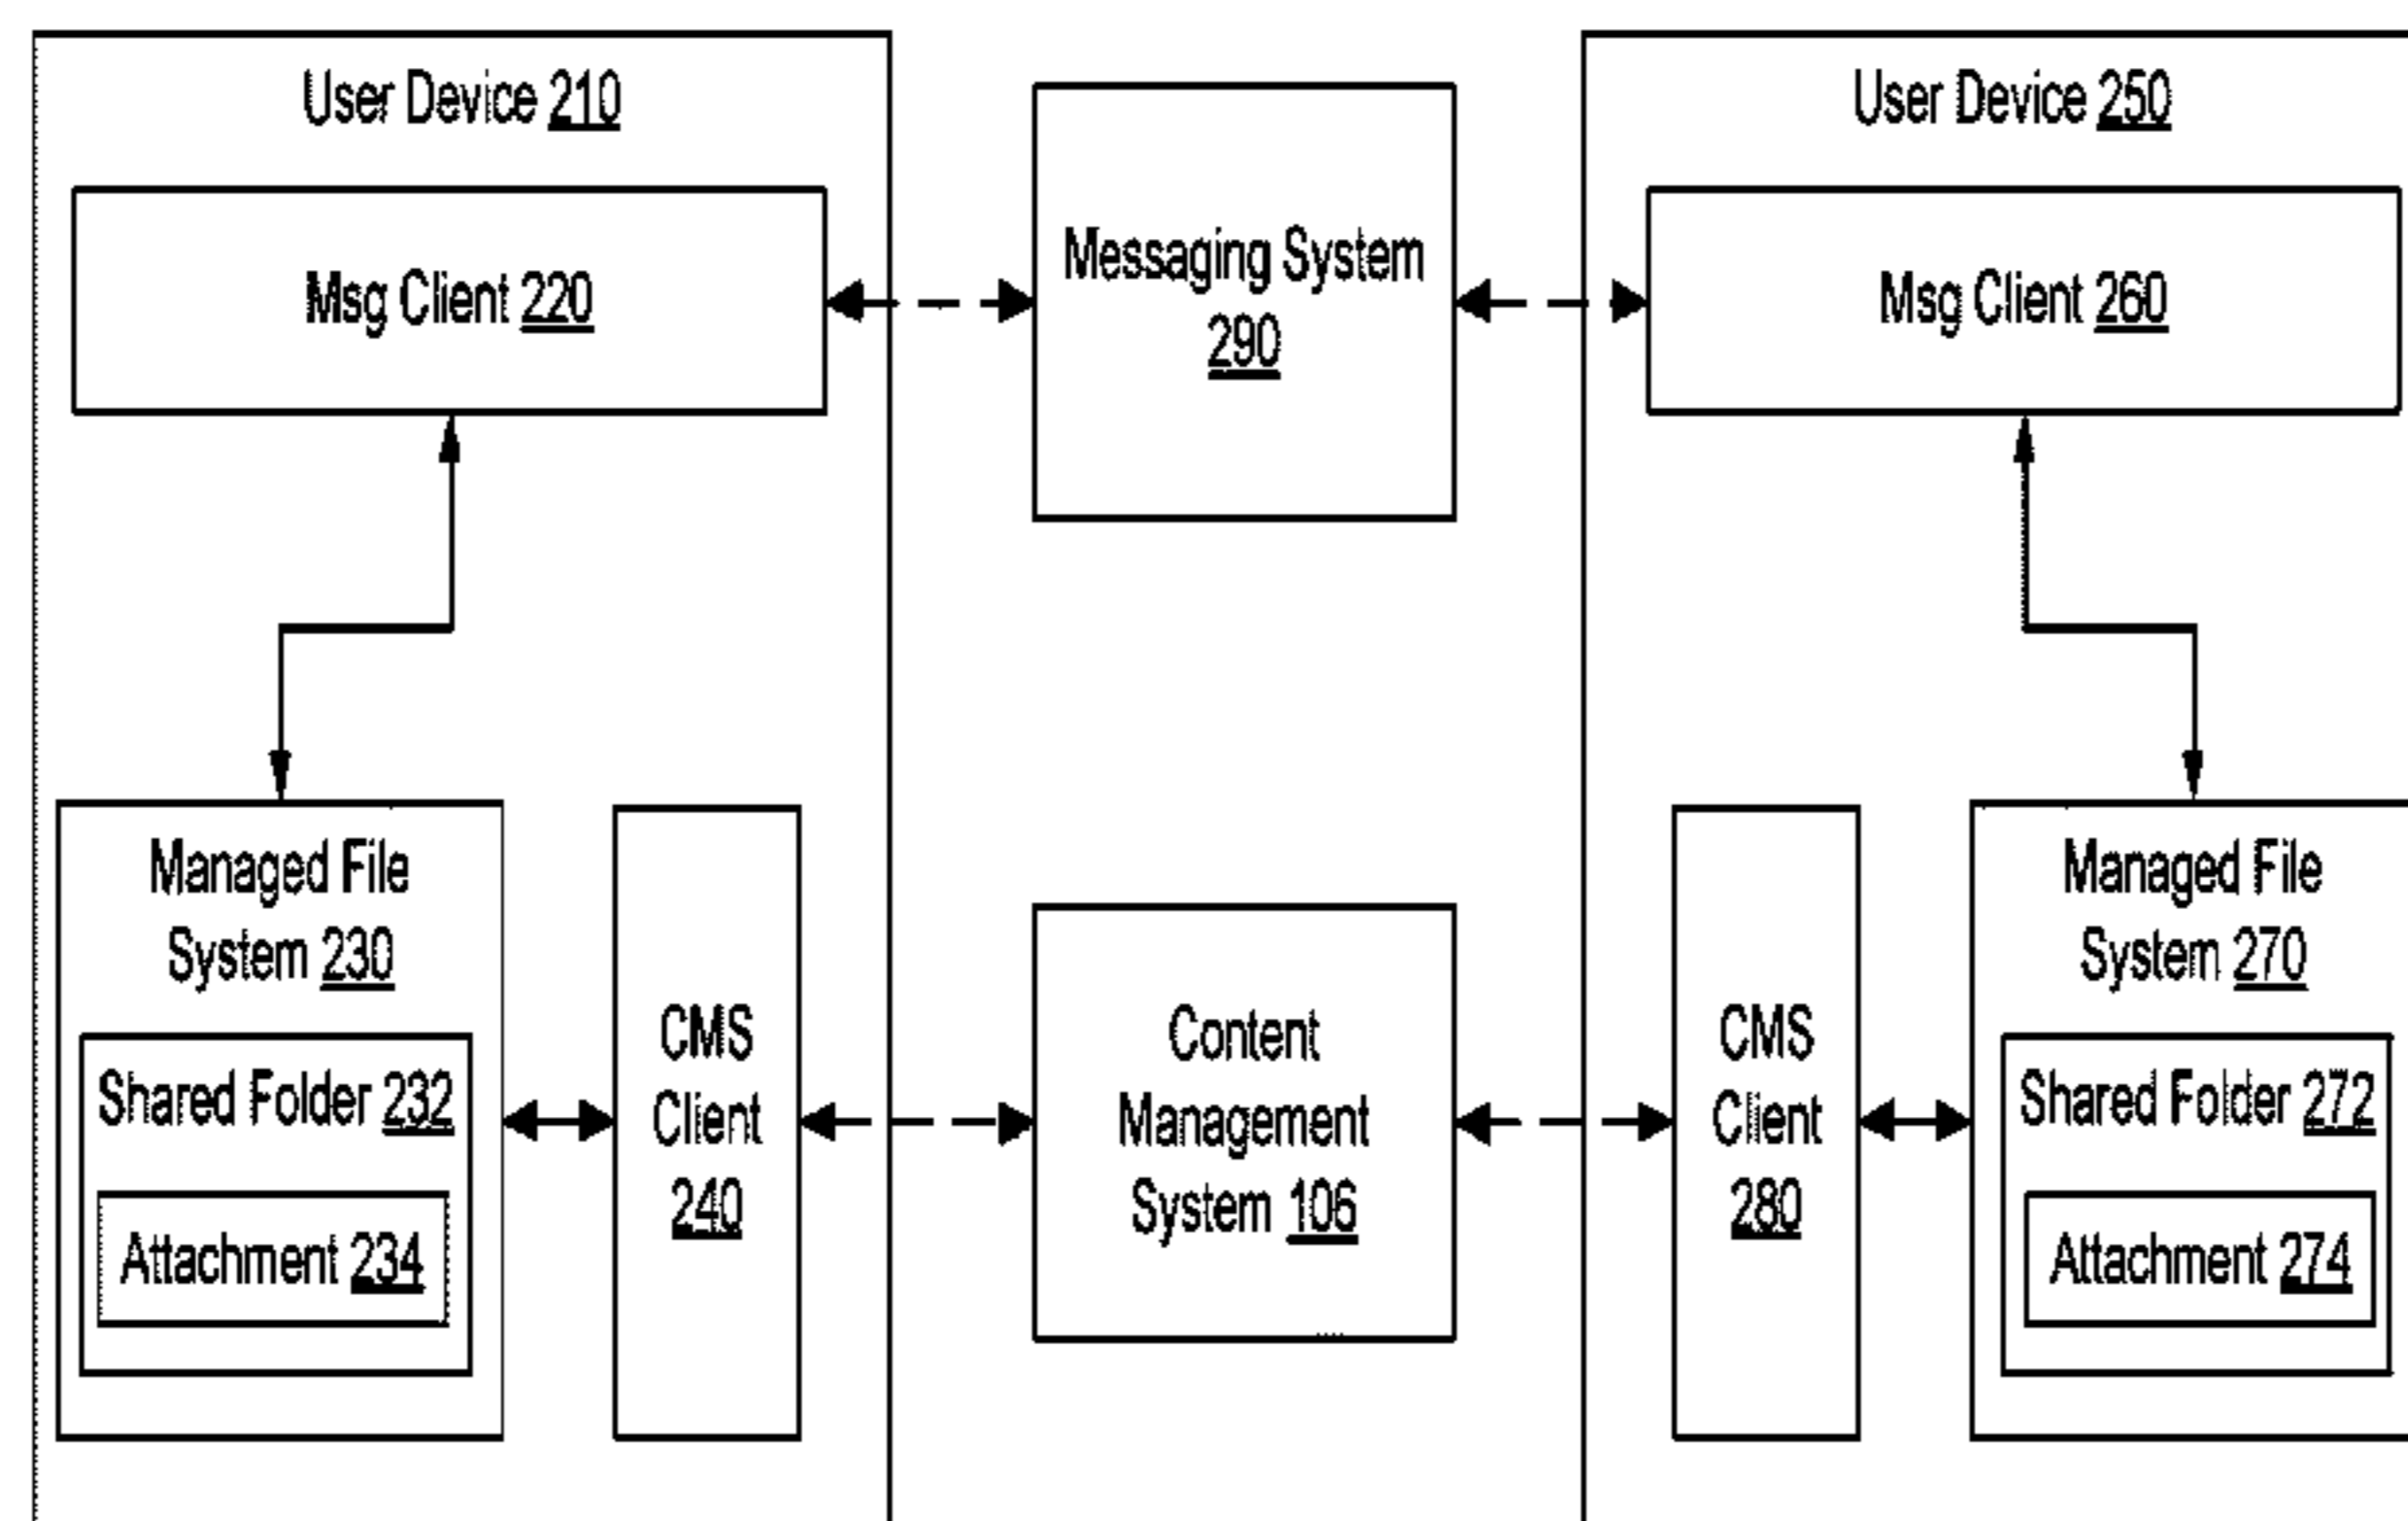 User Device 210
Msg Client 220
Managed File
System 230
Shared Folder 232
Attachment 234
CMS
Client
240
Messaging System
290
Content
Management
System 106
User Device 250
Msg Client 260
CMS
Client
280
Managed File
System 270
Shared Folder 272
Attachment 274